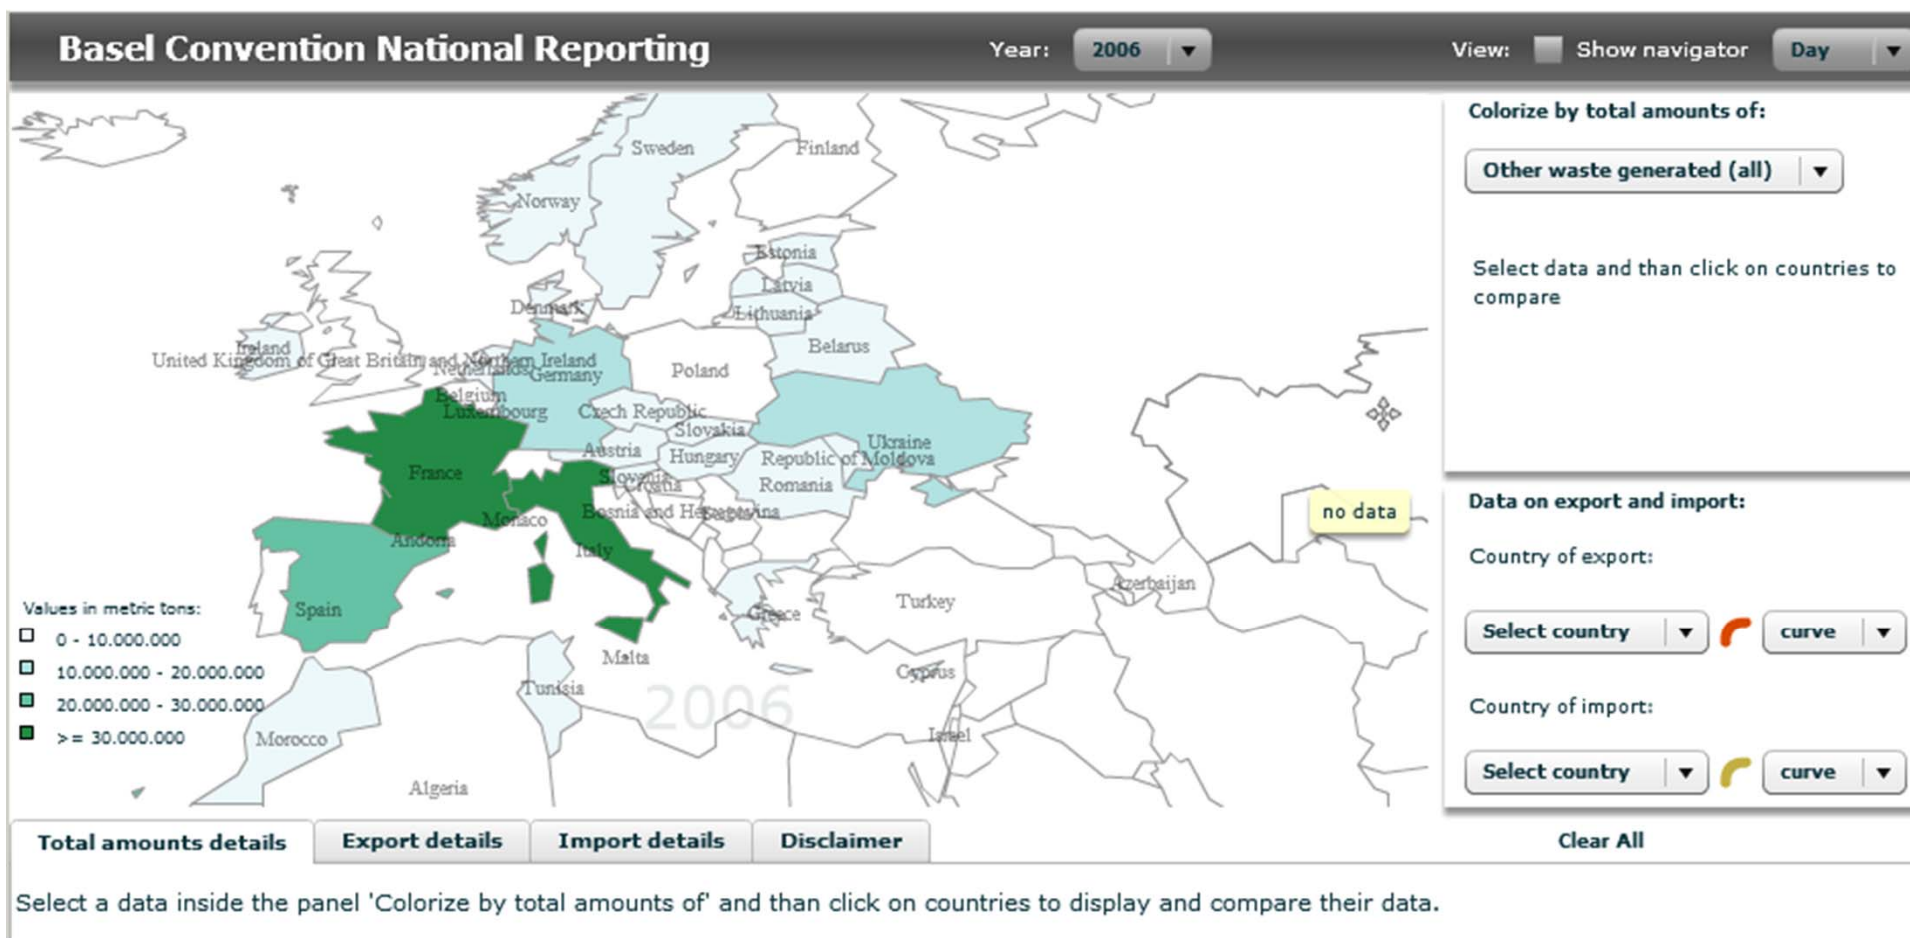 Basel Convention National Reporting
Year: 2006
View: Show navigator Day
Colorize by total amounts of:
Other waste generated (all)
Select data and than click on countries to
compare
Sweden
Finland
Norway
Estonia
Latvia
Denmark
Lithuania
Belarus
Ireland
United Kingdom of Great Britain and Northern Ireland
Netherlands
Germany
Poland
Belgium
Luxembourg
Czech Republic
Slovakia
Ukraine
Austria
Hungary
Republic of Moldova
France
Slovenia
Croatia
Romania
Bosnia and Herzegovina
Monaco
Andorra
Italy
Spain
Greece
Turkey
Azerbaijan
Malta
Cyprus
Tunisia
Morocco
Israel
Algeria
2006
no data
Values in metric tons:
0 - 10.000.000
10.000.000 - 20.000.000
20.000.000 - 30.000.000
>= 30.000.000
Data on export and import:
Country of export:
Select country curve
Country of import:
Select country curve
Total amounts details Export details Import details Disclaimer Clear All
Select a data inside the panel 'Colorize by total amounts of' and than click on countries to display and compare their data.